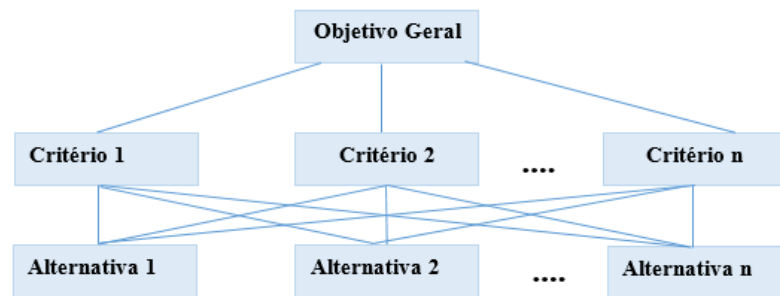 Objetivo Geral
Critério 1
Critério 2
....
Critério n
Alternativa 1
Alternativa 2
....
Alternativa n